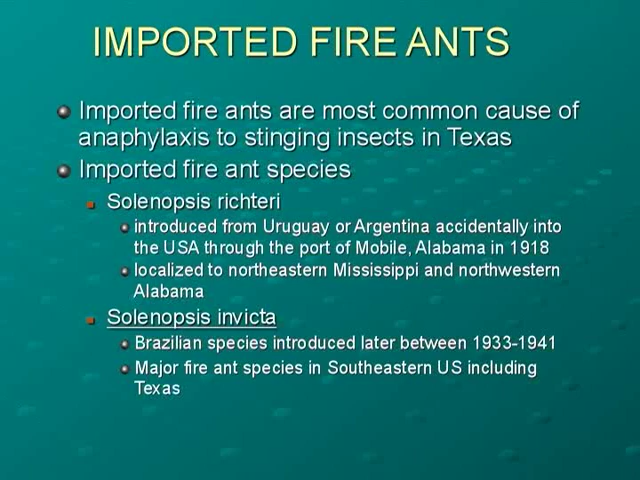 IMPORTED FIRE ANTS
Imported fire ants are most common cause of
anaphylaxis to stinging insects in Texas
Imported fire ant species
Solenopsis richteri
introduced from Uruguay or Argentina accidentally into
the USA through the port of Mobile, Alabama in 1918
localized to northeastern Mississippi and northwestern
Alabama
Solenopsis invicta
Brazilian species introduced later between 1933-1941
Major fire ant species in Southeastern US including
Texas